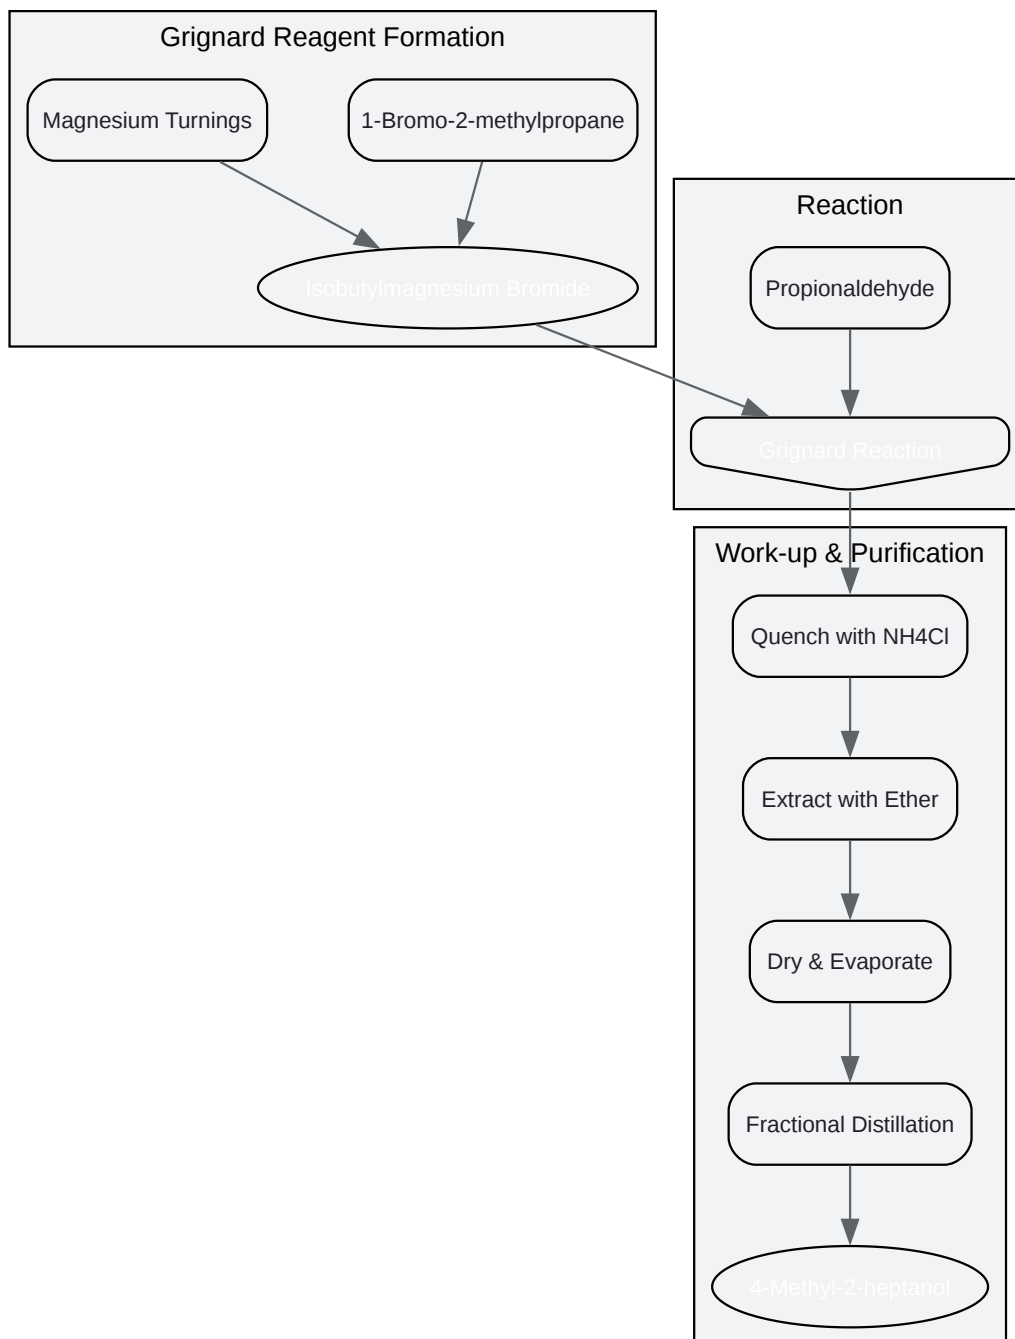 Grignard Reagent Formation
Magnesium Turnings
1-Bromo-2-methylpropane
Isobutylmagnesium Bromide
Reaction
Propionaldehyde
Grignard Reaction
Work-up & Purification
Quench with NH4Cl
Extract with Ether
Dry & Evaporate
Fractional Distillation
4-Methyl-2-heptanol